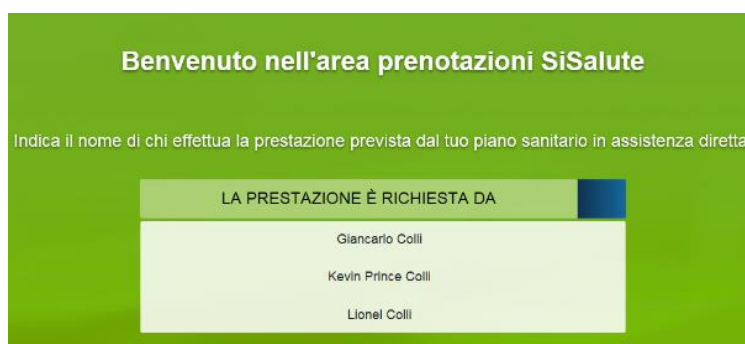 Benvenuto nell'area prenotazioni SiSalute
Indica il nome di chi effettua la prestazione prevista dal tuo piano sanitario in assistenza diretta
LA PRESTAZIONE È RICHIESTA DA
Giancarlo Colli
Kevin Prince Colli
Lionel Colli